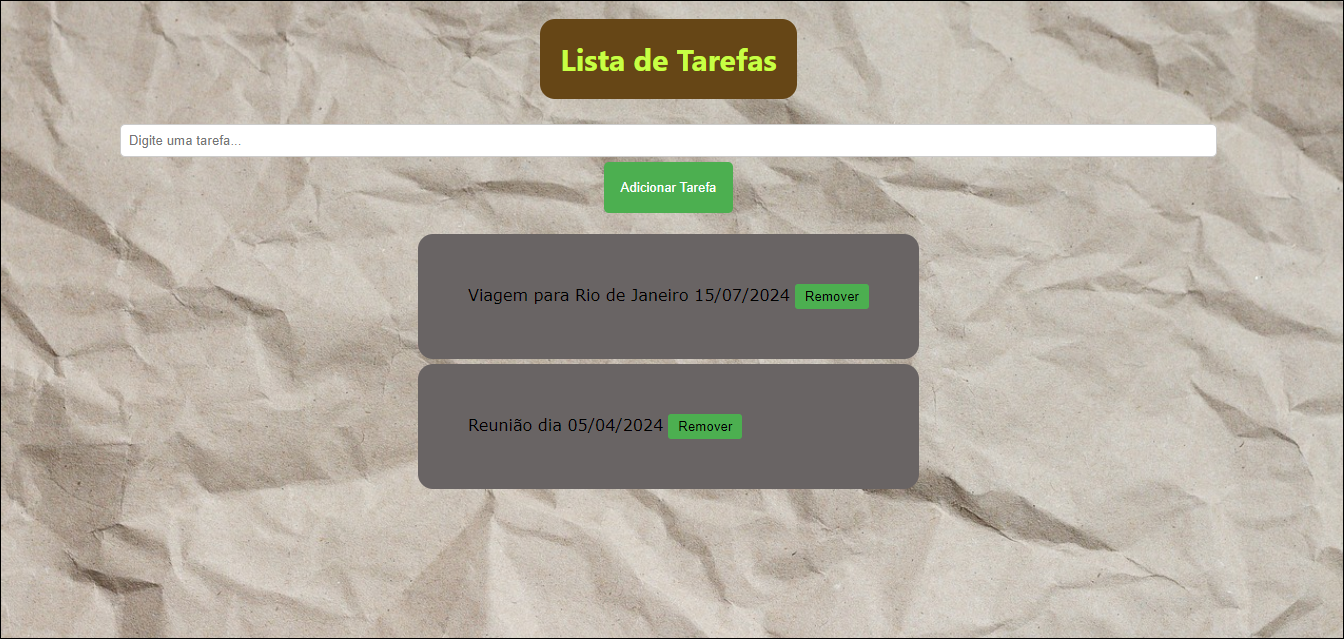 Lista de Tarefas
Digite uma tarefa...
Adicionar Tarefa
Viagem para Rio de Janeiro 15/07/2024 Remover
Reunião dia 05/04/2024 Remover